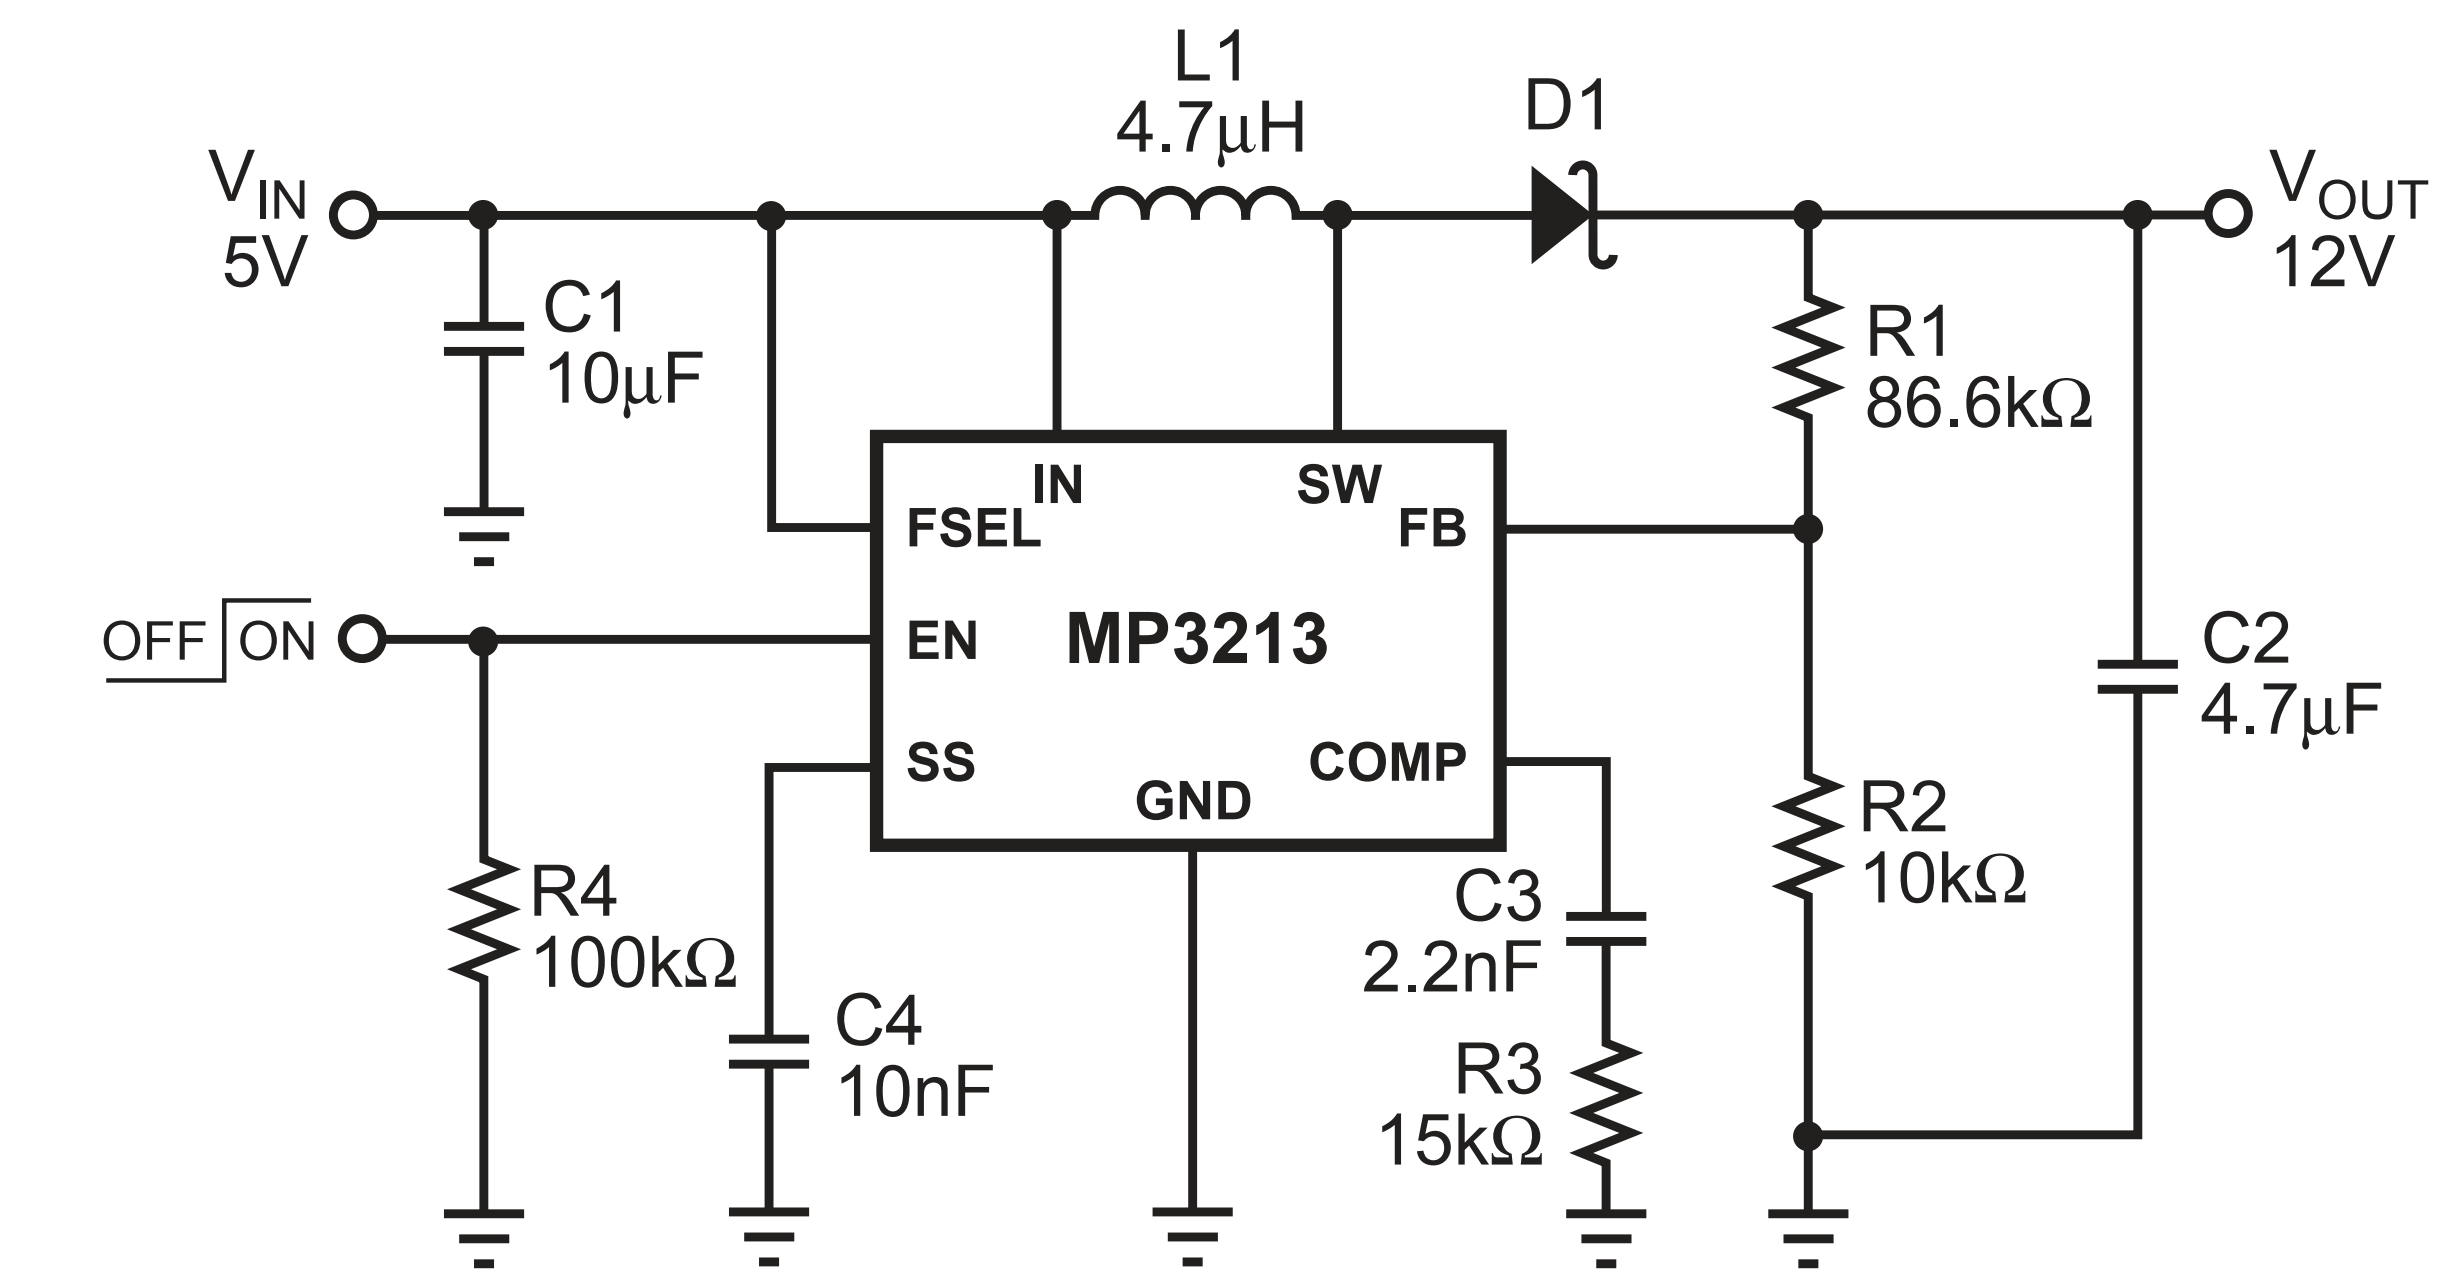 L1
4.7μH
D1
VIN
5V
VOUT
12V
C1
10μF
R1
86.6kΩ
IN
SW
FSEL
FB
OFF ON
EN
MP3213
C2
4.7μF
SS
COMP
GND
R2
10kΩ
R4
100kΩ
C3
2.2nF
C4
10nF
R3
15kΩ